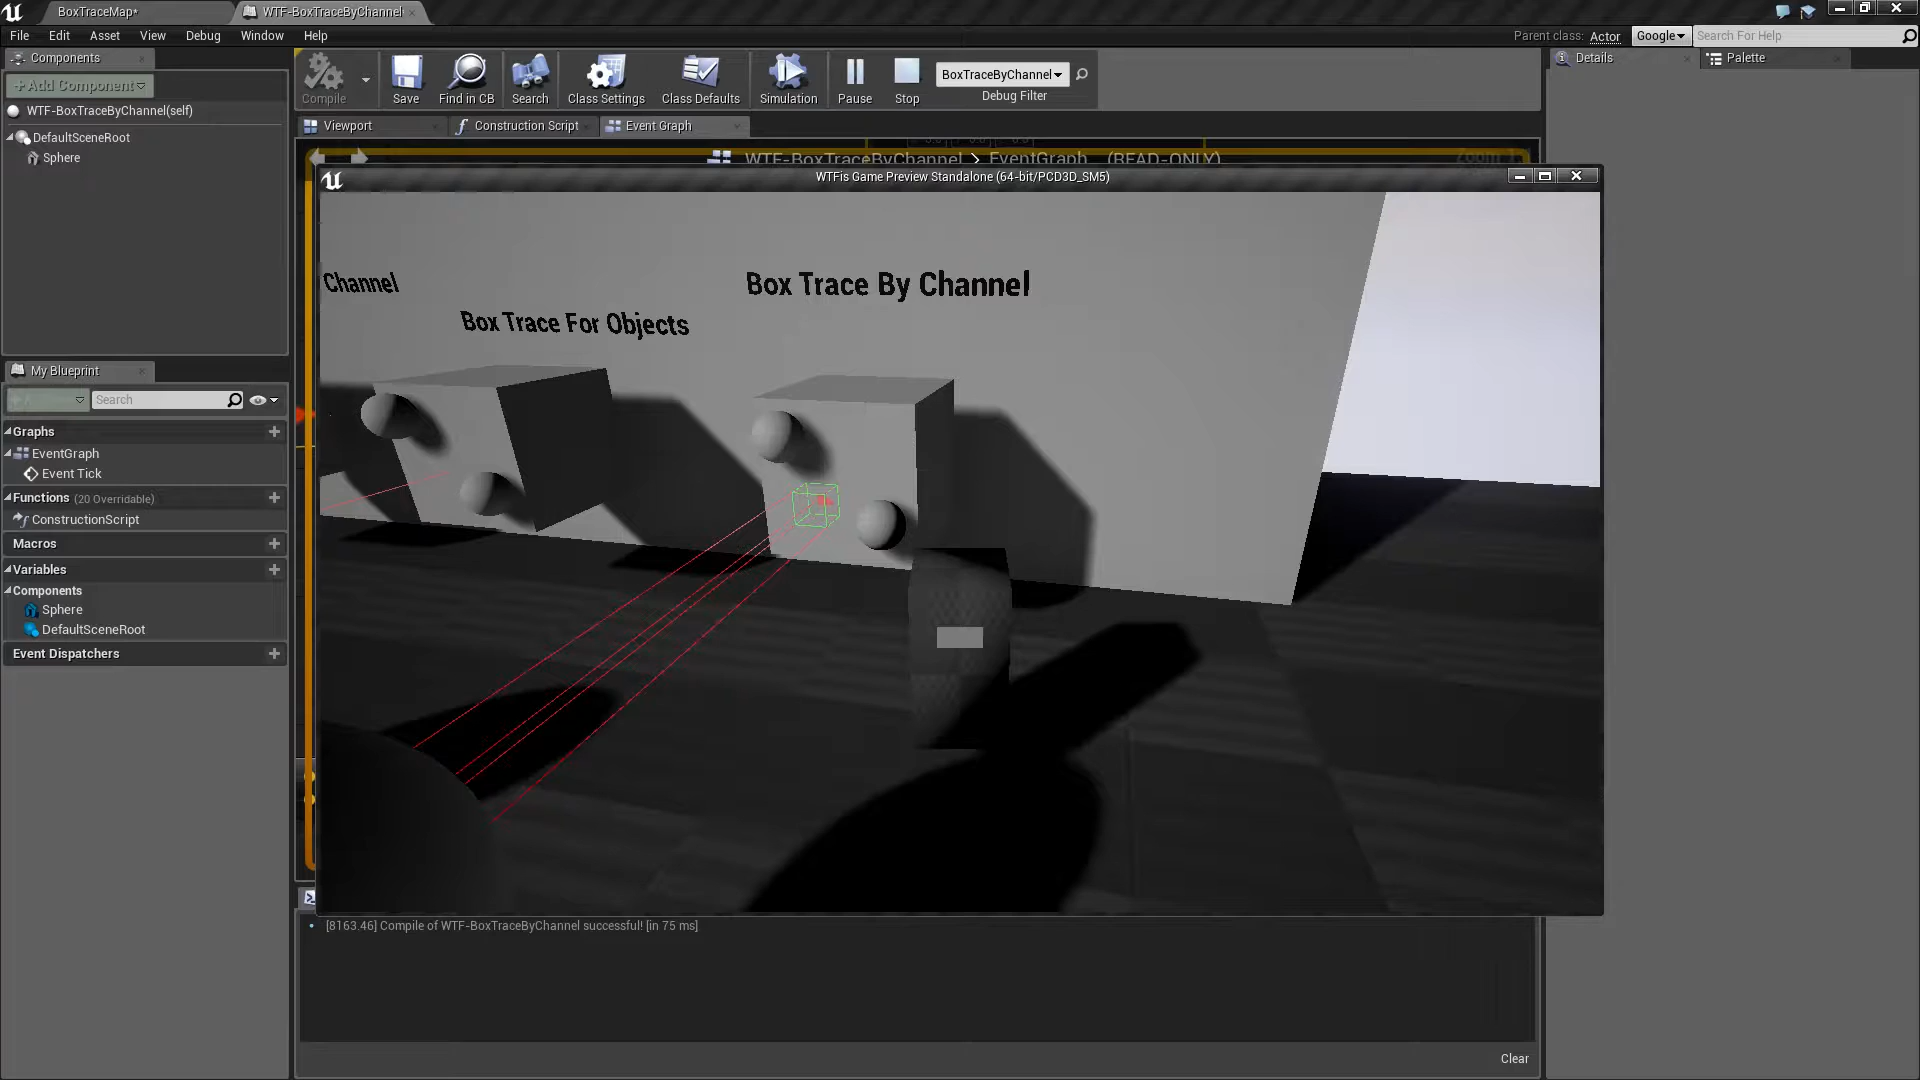 BoxTraceMap*
WTF-BoxTraceByChannel
File Edit Asset View Debug Window Help
Parent class: Actor
Google
Search For Help
Components
+Add Component
WTF-BoxTraceByChannel(self)
DefaultSceneRoot
Sphere
Compile
Save
Find in CB
Search
Class Settings
Class Defaults
Simulation
Pause
Stop
BoxTraceByChannel
Debug Filter
Details
Palette
Viewport
Construction Script
Event Graph
WTF-BoxTraceByChannel > EventGraph (READ-ONLY)
WTFis Game Preview Standalone (64-bit/PCD3D_SM5)
Channel
Box Trace For Objects
Box Trace By Channel
My Blueprint
Search
Graphs
EventGraph
Event Tick
Functions (20 Overridable)
ConstructionScript
Macros
Variables
Components
Sphere
DefaultSceneRoot
Event Dispatchers
[8163.46] Compile of WTF-BoxTraceByChannel successful! [in 75 ms]
Clear